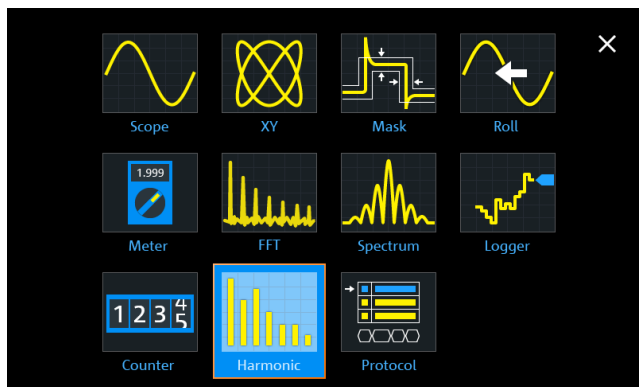 Scope XY Mask Roll
1.999
Meter FFT Spectrum Logger
1 2 3 4 5
Counter Harmonic Protocol